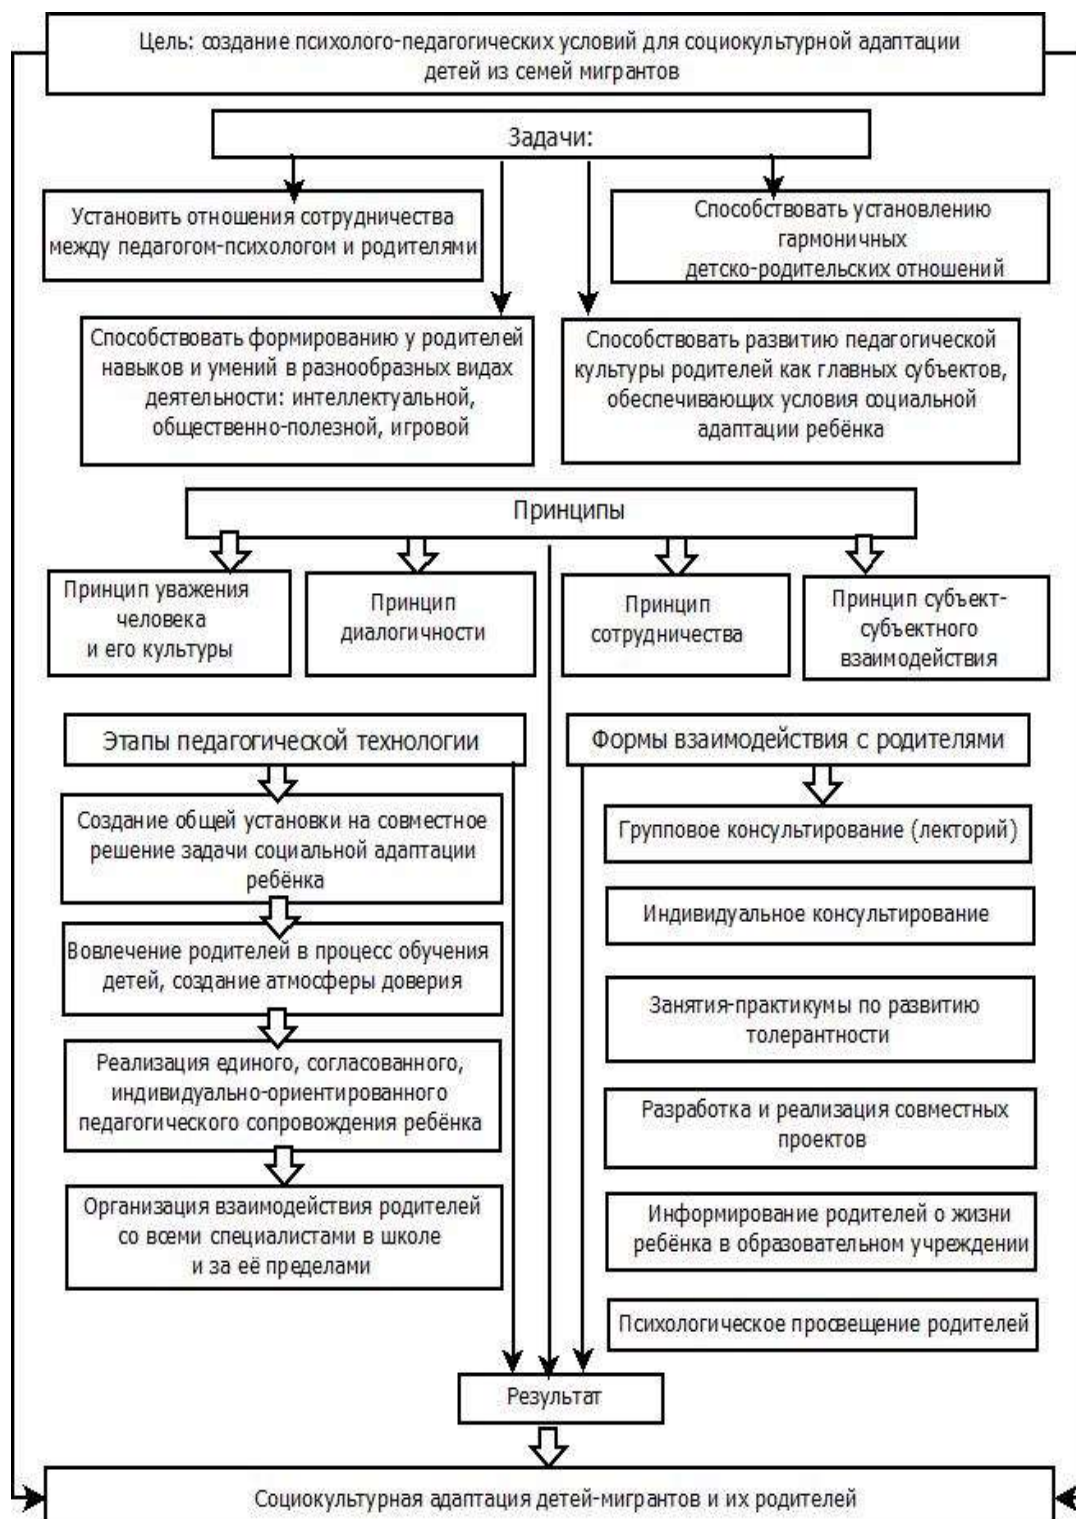 Цель: создание психолого-педагогических условий для социокультурной адаптации
детей из семей мигрантов
Задачи:
Установить отношения сотрудничества
между педагогом-психологом и родителями
Способствовать установлению
гармоничных
детско-родительских отношений
Способствовать формированию у родителей
навыков и умений в разнообразных видах
деятельности: интеллектуальной,
общественно-полезной, игровой
Способствовать развитию педагогической
культуры родителей как главных субъектов,
обеспечивающих условия социальной
адаптации ребёнка
Принципы
Принцип уважения
человека
и его культуры
Принцип
диалогичности
Принцип
сотрудничества
Принцип субъект-
субъектного
взаимодействия
Этапы педагогической технологии
Создание общей установки на совместное
решение задачи социальной адаптации
ребёнка
Вовлечение родителей в процесс обучения
детей, создание атмосферы доверия
Реализация единого, согласованного,
индивидуально-ориентированного
педагогического сопровождения ребёнка
Организация взаимодействия родителей
со всеми специалистами в школе
и за её пределами
Формы взаимодействия с родителями
Групповое консультирование (лекторий)
Индивидуальное консультирование
Занятия-практикумы по развитию
толерантности
Разработка и реализация совместных
проектов
Информирование родителей о жизни
ребёнка в образовательном учреждении
Психологическое просвещение родителей
Результат
Социокультурная адаптация детей-мигрантов и их родителей